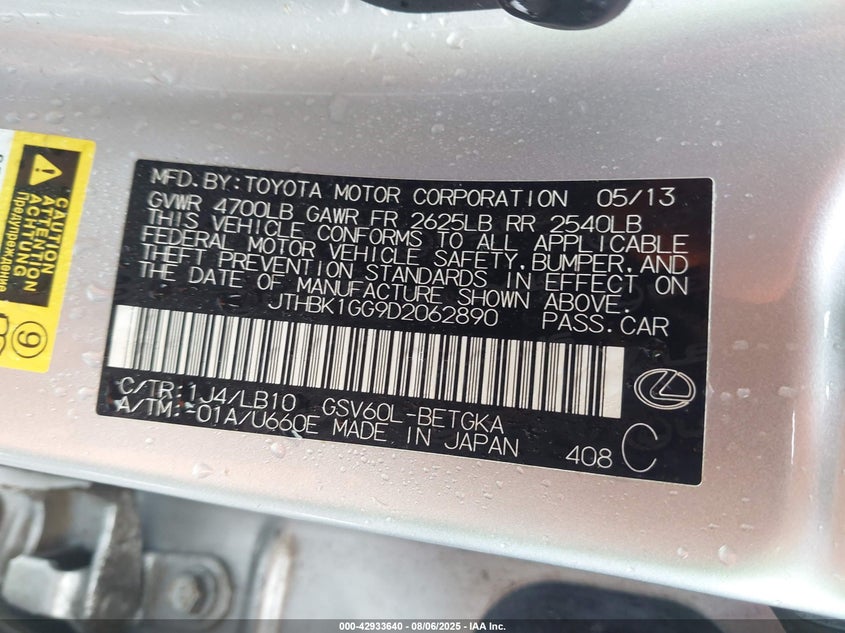 MFD.BY:TOYOTA MOTOR CORPORATION 05/13
GVWR 4700LB GAWR FR 2625LB RR 2540LB
THIS VEHICLE CONFORMS TO ALL APPLICABLE
FEDERAL MOTOR VEHICLE SAFETY,BUMPER,AND
THEFT PREVENTION STANDARDS IN EFFECT ON
THE DATE OF MANUFACTURE SHOWN ABOVE.
JTHBK1GG9D2062890 PASS.CAR
C/TR:1J4/LB10 GSV60L-BETGKA
A/TM:-01A/U660E MADE IN JAPAN
408 C
CAUTION
ATTENTION
ACHTUNG
Предупреждение
9
000-42933640 - 08/06/2025 - IAA Inc.